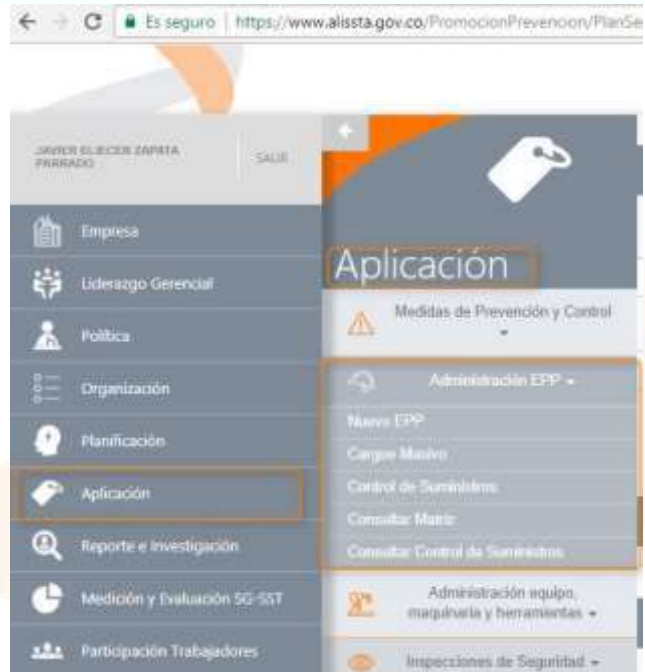 Es seguro | https://www.alissta.gov.co/PromocionPrevencion/PlanSe
JAVIER ELIECER ZAPATA
PARRADO
SALIR
Empresa
Liderazgo Gerencial
Política
Organización
Planificación
Aplicación
Reporte e Investigación
Medición y Evaluación SG-SST
Participación Trabajadores
Aplicación
Medidas de Prevención y Control
Administración EPP
Nuevo EPP
Cargue Masivo
Control de Suministros
Consultar Matriz
Consultar Control de Suministros
Administración equipo,
maquinaria y herramientas
Inspecciones de Seguridad